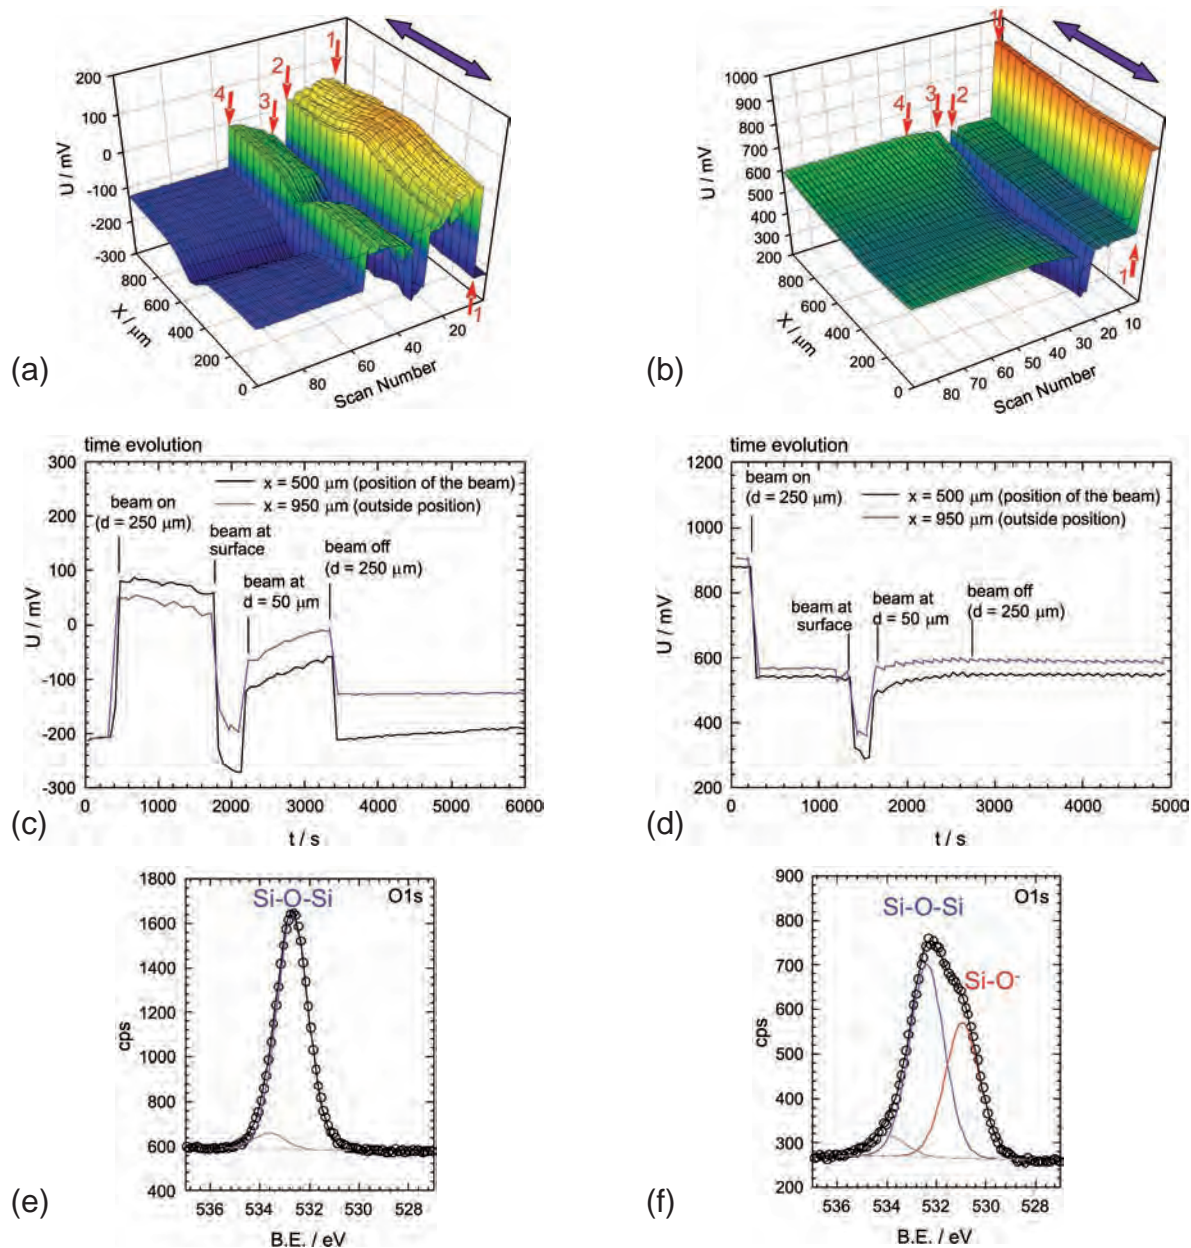 200
100
0
-100
-200
-300
U / mV
1
2
3
4
1
800
600
400
200
0
X / µm
80
60
40
20
Scan Number
(a)
1000
900
800
700
600
500
400
300
200
U / mV
1
2
3
4
1
80
60
40
20
0
X / µm
80
70
60
50
40
30
20
10
Scan Number
(b)
time evolution
300
200
100
0
-100
-200
-300
U / mV
x = 500 µm (position of the beam)
x = 950 µm (outside position)
beam on
(d = 250 µm)
beam at
surface
beam at
d = 50 µm
beam off
(d = 250 µm)
0 1000 2000 3000 4000 5000 6000
t / s
(c)
time evolution
1200
1000
800
600
400
200
U / mV
beam on
(d = 250 µm)
x = 500 µm (position of the beam)
x = 950 µm (outside position)
beam at
surface
beam at
d = 50 µm
beam off
(d = 250 µm)
0 1000 2000 3000 4000 5000
t / s
(d)
1800
1600
1400
1200
1000
800
600
400
cps
Si-O-Si
O1s
536 534 532 530 528
B.E. / eV
(e)
900
800
700
600
500
400
300
200
cps
Si-O-Si
O1s
Si-O-
536 534 532 530 528
B.E. / eV
(f)